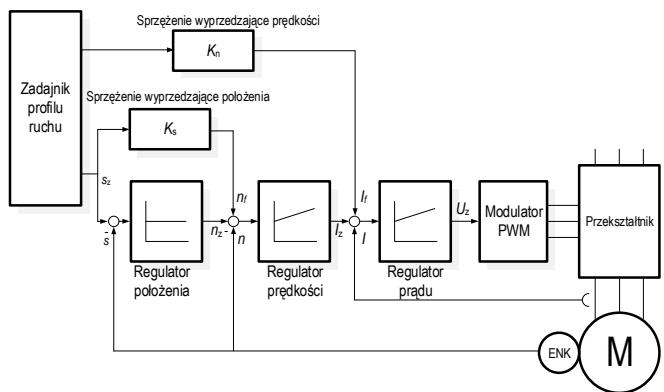 Sprzężenie wyprzedzające prędkości
Kn
Zadajnik
profilu
ruchu
Sprzężenie wyprzedzające położenia
Ks
sz
nf
If
Uz
Modulator
PWM
Przekształtnik
-
s
nz
-
n
Iz
I
Regulator
położenia
Regulator
prędkości
Regulator
prądu
ENK
M